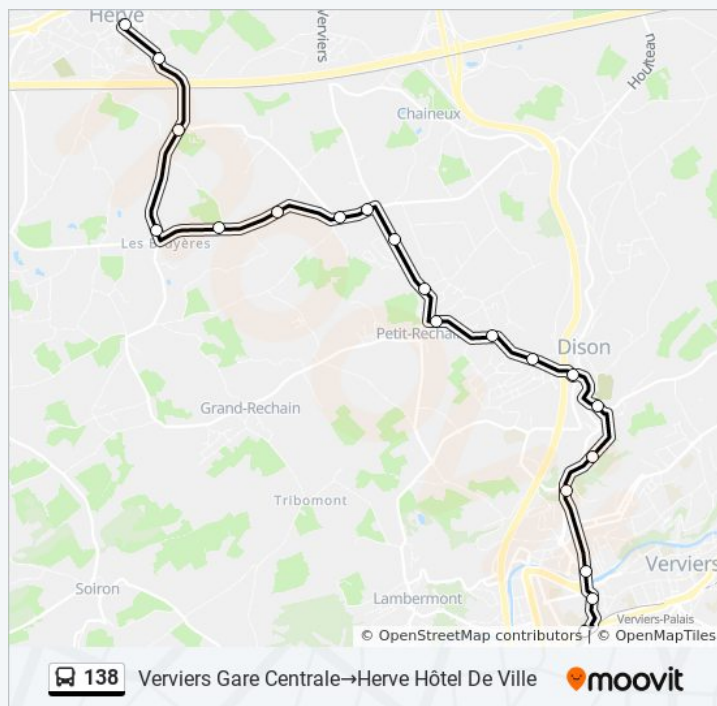 Herve
Verviers
Houtteau
Chaineux
Les Bruyères
Petit-Rechain
Dison
Grand-Rechain
Tribomont
Soiron
Lambermont
Verviers
Verviers-Palais
© OpenStreetMap contributors | © OpenMapTiles
138 Verviers Gare Centrale→Herve Hôtel De Ville moovit